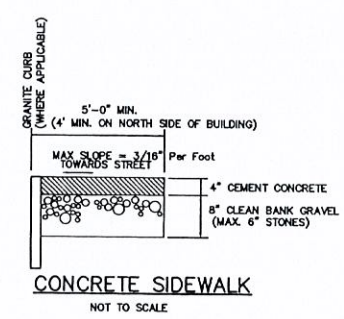 GRANITE CURB
(WHERE APPLICABLE)
5'-0" MIN.
(4' MIN. ON NORTH SIDE OF BUILDING)
MAX SLOPE = 3/16" Per Foot
TOWARDS STREET
4" CEMENT CONCRETE
8" CLEAN BANK GRAVEL
(MAX. 6" STONES)
CONCRETE SIDEWALK
NOT TO SCALE